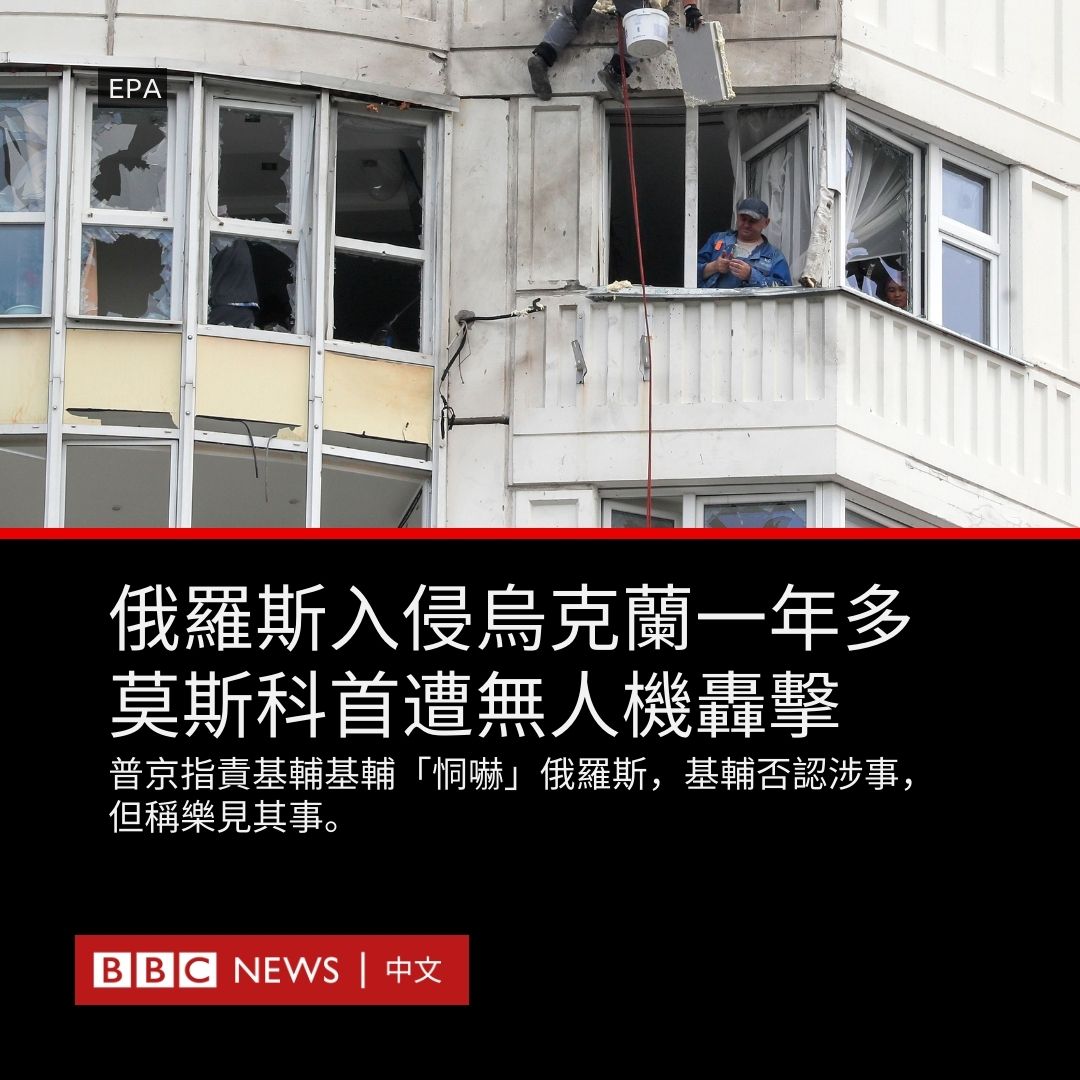 EPA
俄羅斯入侵烏克蘭一年多
莫斯科首遭無人機轟擊
普京指責基輔基輔「恫嚇」俄羅斯，基輔否認涉事，
但稱樂見其事。
BBC NEWS | 中文